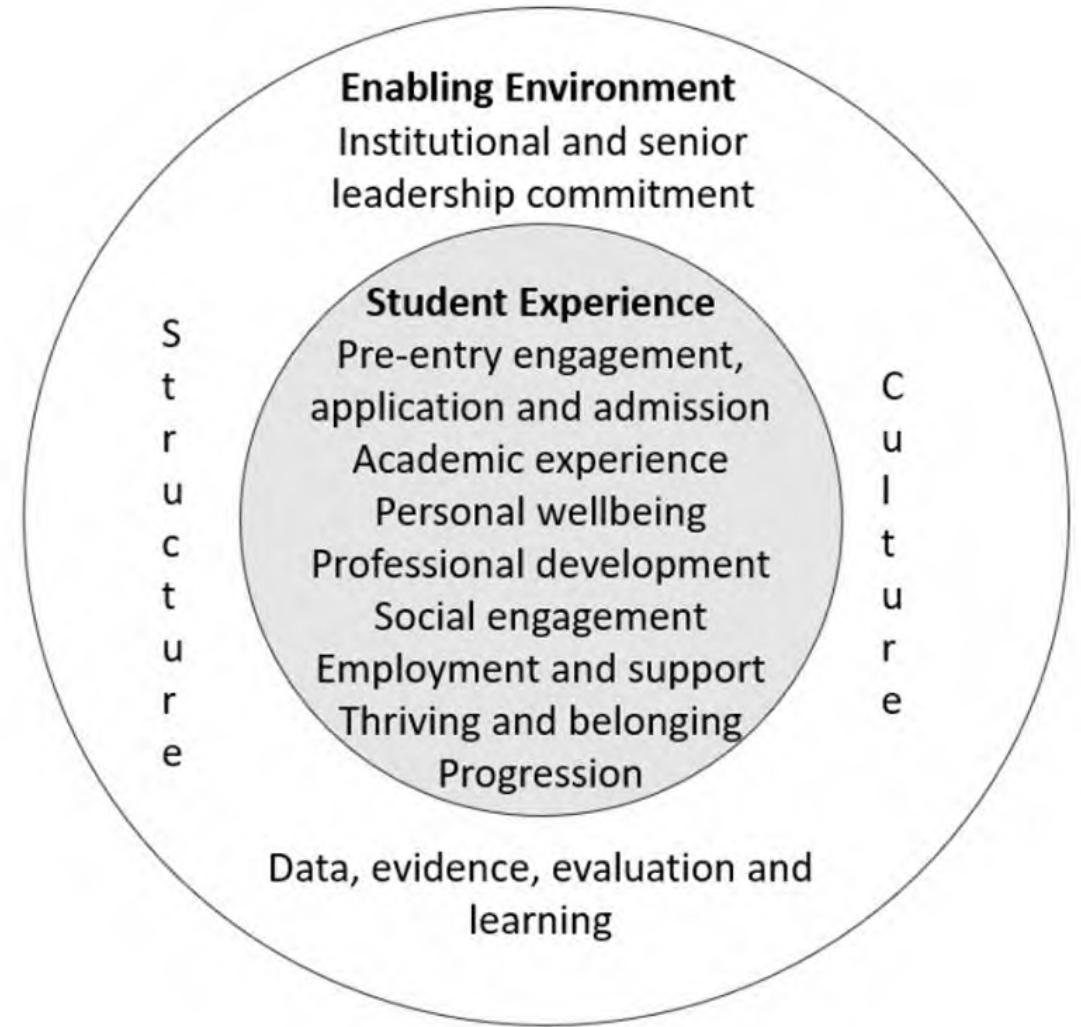 Enabling Environment
Institutional and senior
leadership commitment
Structure
Student Experience
Pre-entry engagement,
application and admission
Academic experience
Personal wellbeing
Professional development
Social engagement
Employment and support
Thriving and belonging
Progression
Culture
Data, evidence, evaluation and
learning